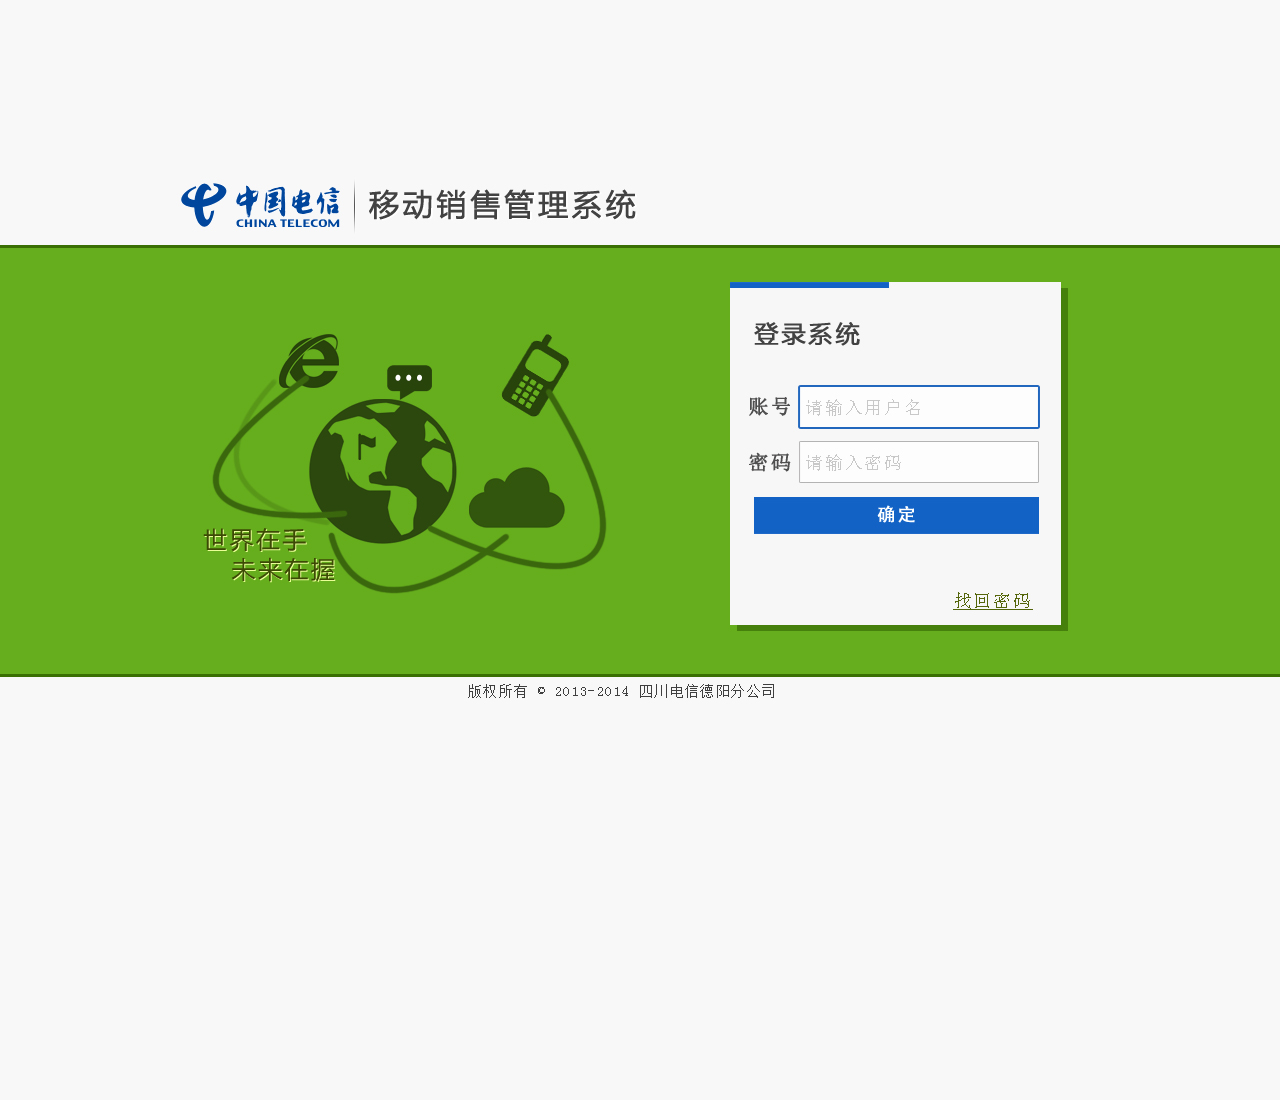 中国电信
CHINA TELECOM
移动销售管理系统
登录系统
账号 请输入用户名
密码 请输入密码
确定
世界在手
未来在握
找回密码
版权所有 © 2013-2014 四川电信德阳分公司